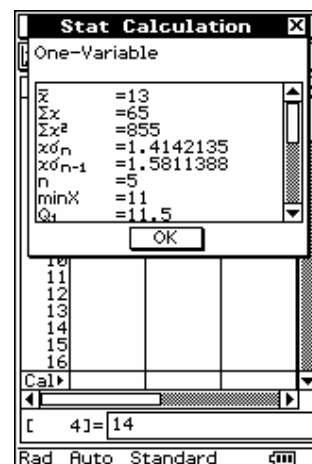 Stat Calculation X
One-Variable
x̄ =13
Σx =65
Σx² =855
xσn =1.4142135
xσn-1 =1.5811388
n =5
minX =11
Q1 =11.5
OK
10
11
12
13
14
15
16
Cal
[ 4]= 14
Rad Auto Standard